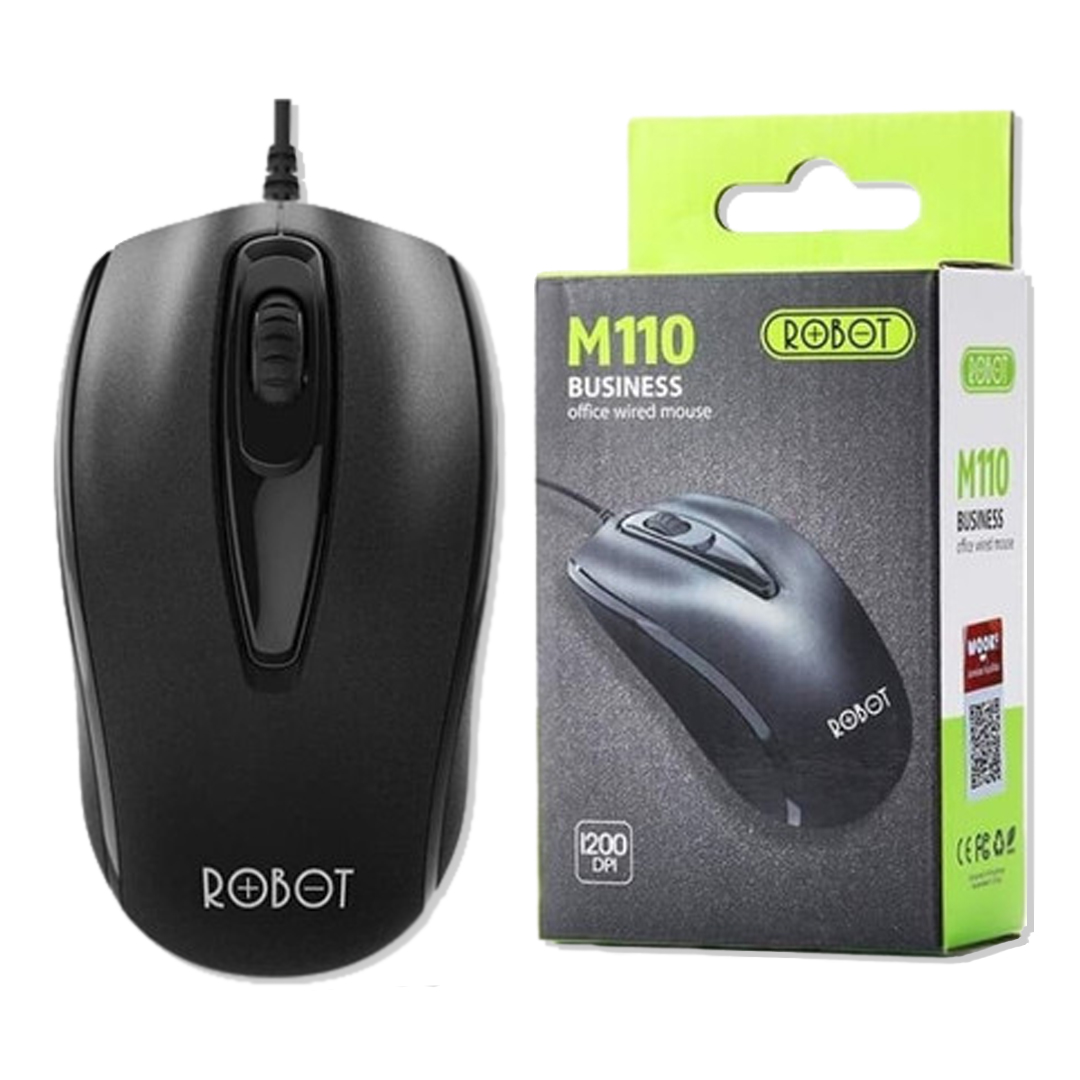 ROBOT
M110
ROBOT
BUSINESS
office wired mouse
ROBOT
1200
DPI
ROBOT
M110
BUSINESS
office wired mouse
CE FC